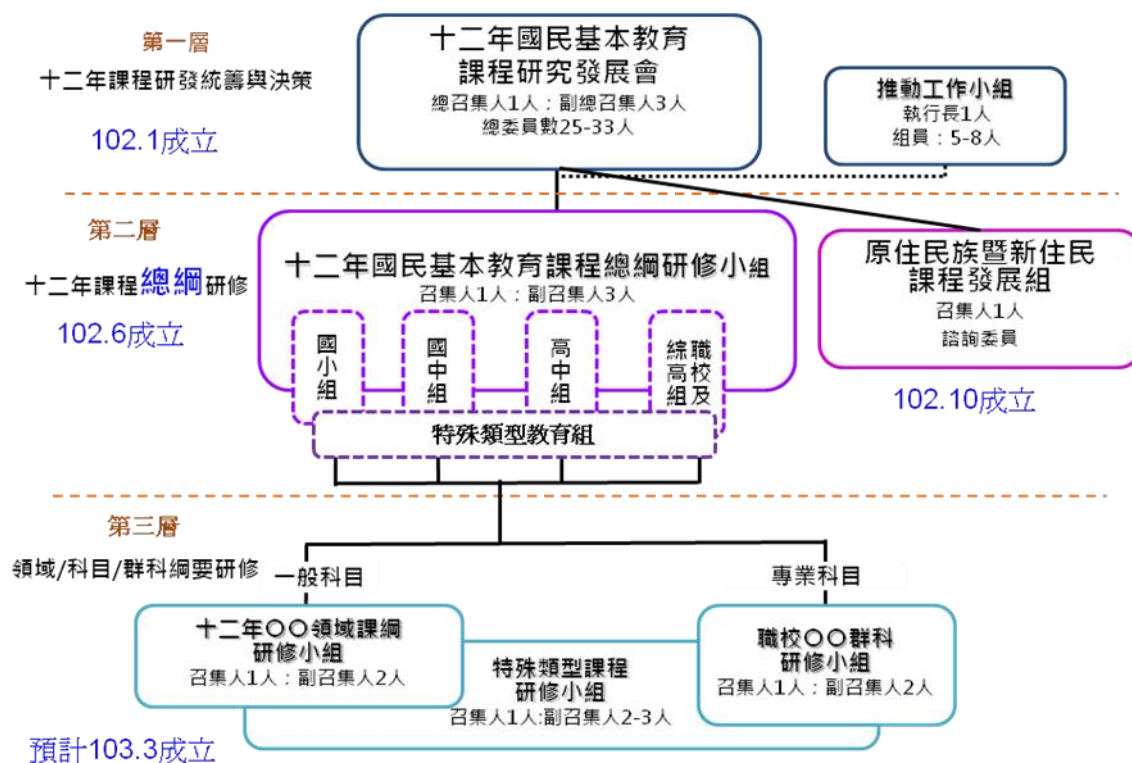 第一層
十二年課程研發統籌與決策
102.1成立
十二年國民基本教育
課程研究發展會
總召集人1人；副總召集人3人
總委員數25-33人
推動工作小組
執行長1人
組員：5-8人
第二層
十二年課程總綱研修
102.6成立
十二年國民基本教育課程總綱研修小組
召集人1人；副召集人3人
國小組
國中組
高中組
職校及
綜高組
特殊類型教育組
原住民族暨新住民
課程發展組
召集人1人
諮詢委員
102.10成立
第三層
領域/科目/群科綱要研修
一般科目
專業科目
十二年〇〇領域課綱
研修小組
召集人1人；副召集人2人
特殊類型課程
研修小組
召集人1人:副召集人2-3人
職校〇〇群科
研修小組
召集人1人；副召集人2人
預計103.3成立